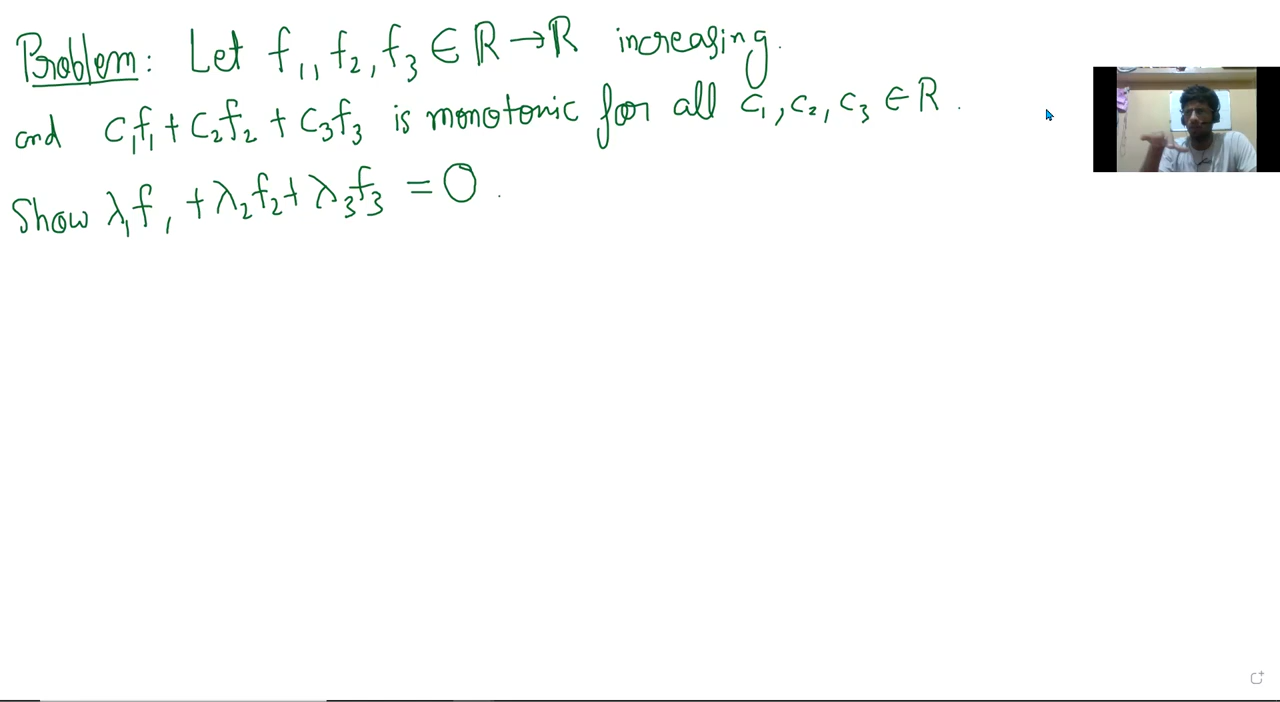 Problem: Let f₁, f₂, f₃ ∈ ℝ → ℝ increasing.
and c₁f₁ + c₂f₂ + c₃f₃ is monotonic for all c₁, c₂, c₃ ∈ ℝ.
Show λ₁f₁ + λ₂f₂ + λ₃f₃ = 0.